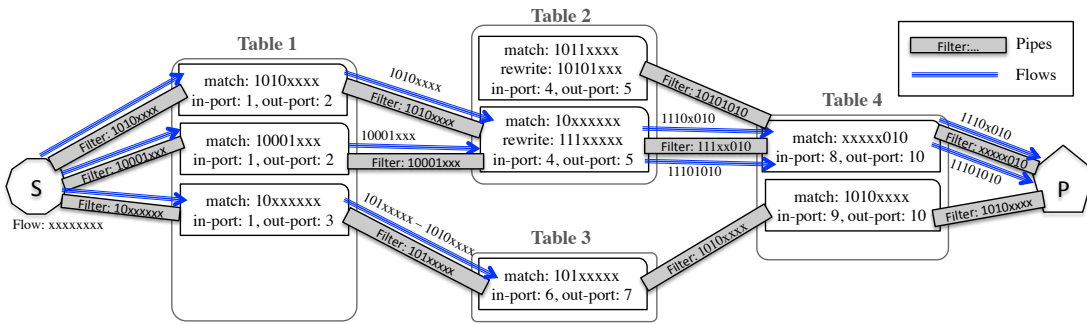 Table 1
Table 2
Table 3
Table 4
Filter:...
Pipes
Flows
S
Flow: xxxxxxxx
Filter: 1010xxxx
Filter: 10001xxx
Filter: 10xxxxxx
match: 1010xxxx
in-port: 1, out-port: 2
match: 10001xxx
in-port: 1, out-port: 2
match: 10xxxxxx
in-port: 1, out-port: 3
1010xxxx
Filter: 1010xxxx
10001xxx
Filter: 10001xxx
101xxxxx – 1010xxxx
Filter: 101xxxxx
match: 1011xxxx
rewrite: 10101xxx
in-port: 4, out-port: 5
match: 10xxxxxx
rewrite: 111xxxxx
in-port: 4, out-port: 5
match: 101xxxxx
in-port: 6, out-port: 7
Filter: 10101010
1110x010
Filter: 111xx010
11101010
Filter: 1010xxxx
match: xxxxx010
in-port: 8, out-port: 10
match: 1010xxxx
in-port: 9, out-port: 10
1110x010
Filter: xxxxx010
11101010
Filter: 1010xxxx
P